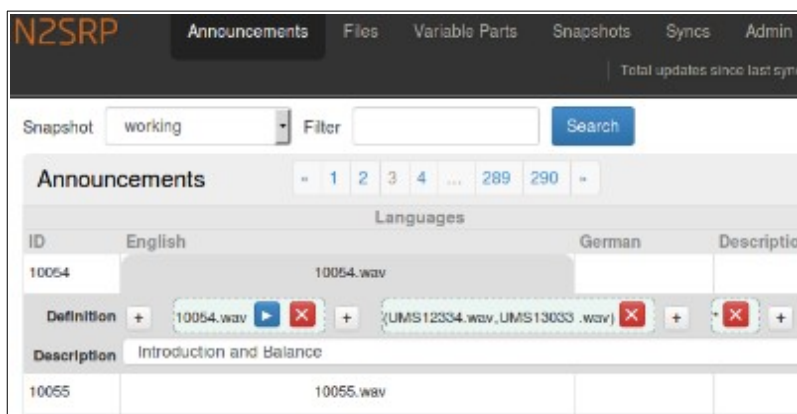 N2SRP Announcements Files Variable Parts Snapshots Syncs Admin
Total updates since last sync
Snapshot working Filter Search
Announcements « 1 2 3 4 ... 289 290 »
Languages
ID English German Descriptio
10054 10054.wav
Definition + 10054.wav + (UMS12334.wav,UMS13033 .wav) + * +
Description Introduction and Balance
10055 10055.wav